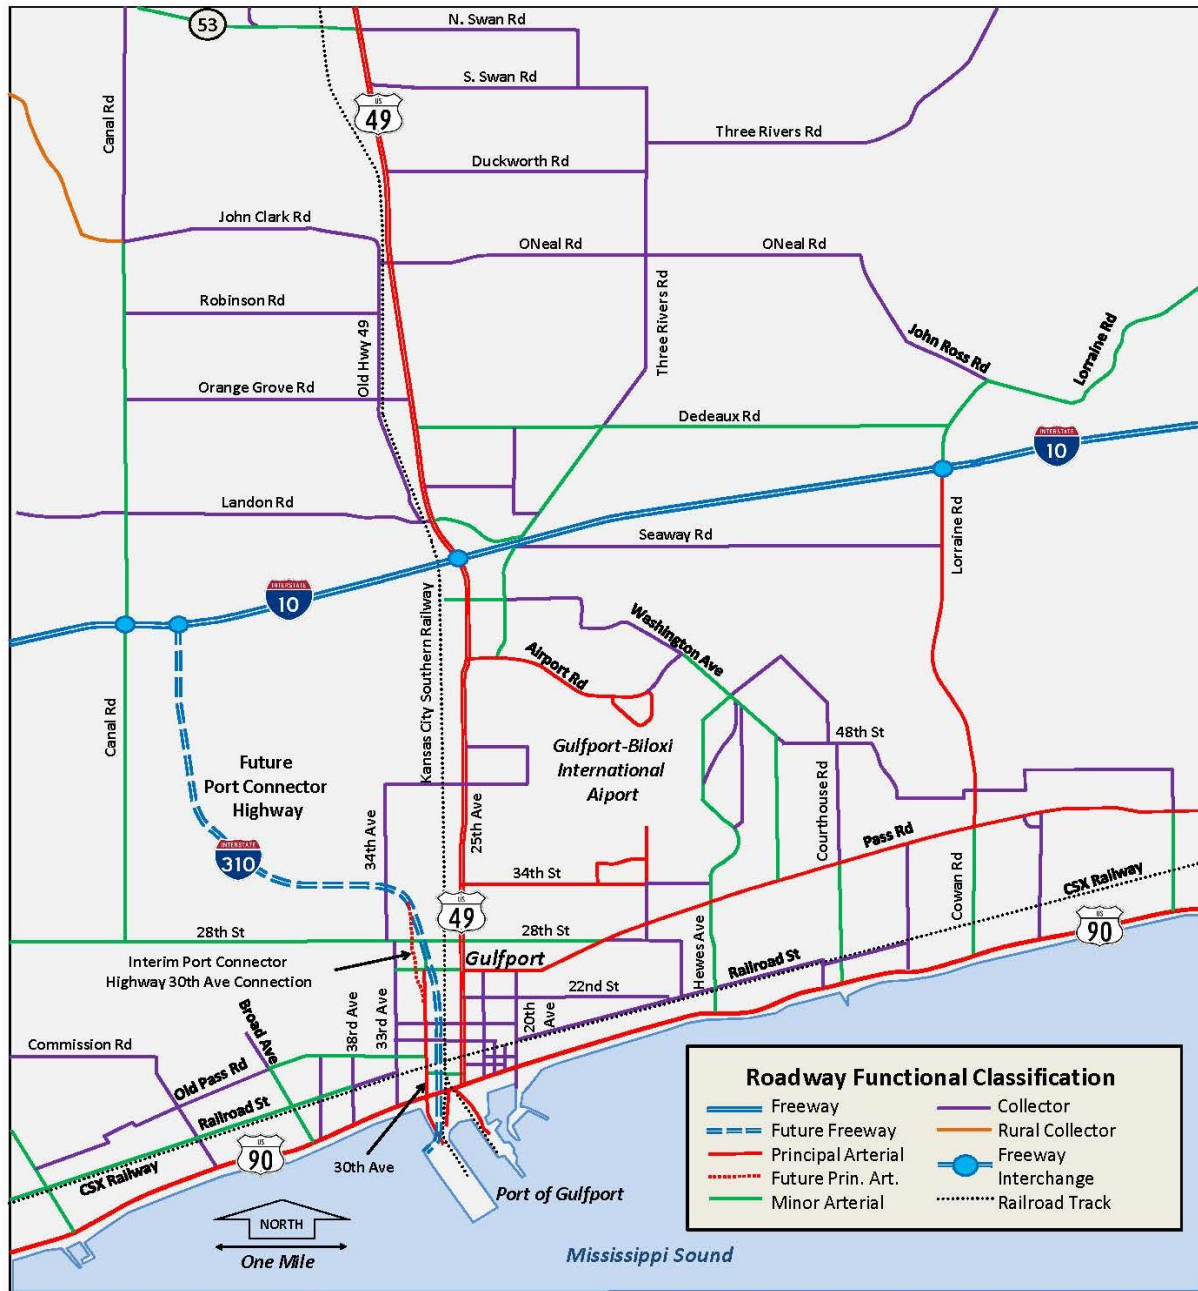 53
N. Swan Rd
S. Swan Rd
US
49
Canal Rd
Three Rivers Rd
Duckworth Rd
John Clark Rd
ONeal Rd
ONeal Rd
Robinson Rd
Old Hwy 49
Three Rivers Rd
John Ross Rd
Lorraine Rd
Orange Grove Rd
Dedeaux Rd
INTERSTATE
10
Landon Rd
Seaway Rd
Lorraine Rd
INTERSTATE
10
Kansas City Southern Railway
Washington Ave
Airport Rd
Canal Rd
Future
Port Connector
Highway
Gulfport-Biloxi
International
Aiport
48th St
Courthouse Rd
34th Ave
25th Ave
Pass Rd
INTERSTATE
310
34th St
CSX Railway
Cowan Rd
US
49
US
90
28th St
28th St
Hewes Ave
Interim Port Connector
Highway 30th Ave Connection
Gulfport
Railroad St
22nd St
20th Ave
33rd Ave
38rd Ave
Broad Ave
Commission Rd
Old Pass Rd
Railroad St
CSX Railway
US
90
30th Ave
Port of Gulfport
NORTH
One Mile
Mississippi Sound
Roadway Functional Classification
Freeway
Future Freeway
Principal Arterial
Future Prin. Art.
Minor Arterial
Collector
Rural Collector
Freeway
Interchange
Railroad Track